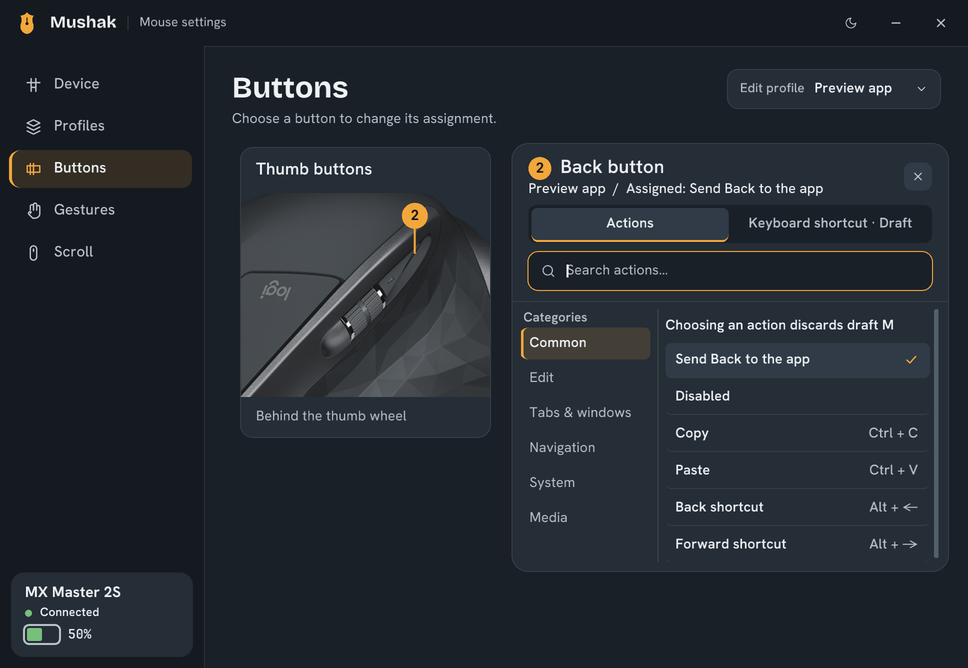 Mushak
Mouse settings
Device
Profiles
Buttons
Gestures
Scroll
MX Master 2S
Connected
50%
Buttons
Choose a button to change its assignment.
Edit profile Preview app
Thumb buttons
2
logi
Behind the thumb wheel
2 Back button
Preview app / Assigned: Send Back to the app
Actions
Keyboard shortcut · Draft
Search actions...
Categories
Common
Edit
Tabs & windows
Navigation
System
Media
Choosing an action discards draft M
Send Back to the app
Disabled
Copy Ctrl + C
Paste Ctrl + V
Back shortcut Alt + ←
Forward shortcut Alt + →